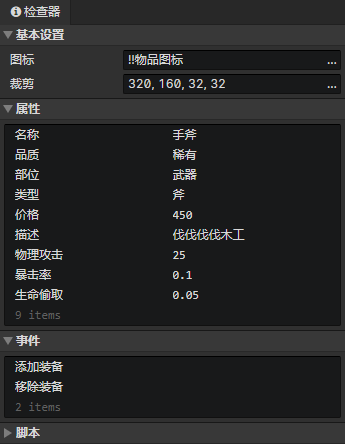 检查器
基本设置
图标 !!物品图标 ...
裁剪 320, 160, 32, 32 ...
属性
名称 手斧
品质 稀有
部位 武器
类型 斧
价格 450
描述 伐伐伐伐木工
物理攻击 25
暴击率 0.1
生命偷取 0.05
9 items
事件
添加装备
移除装备
2 items
脚本